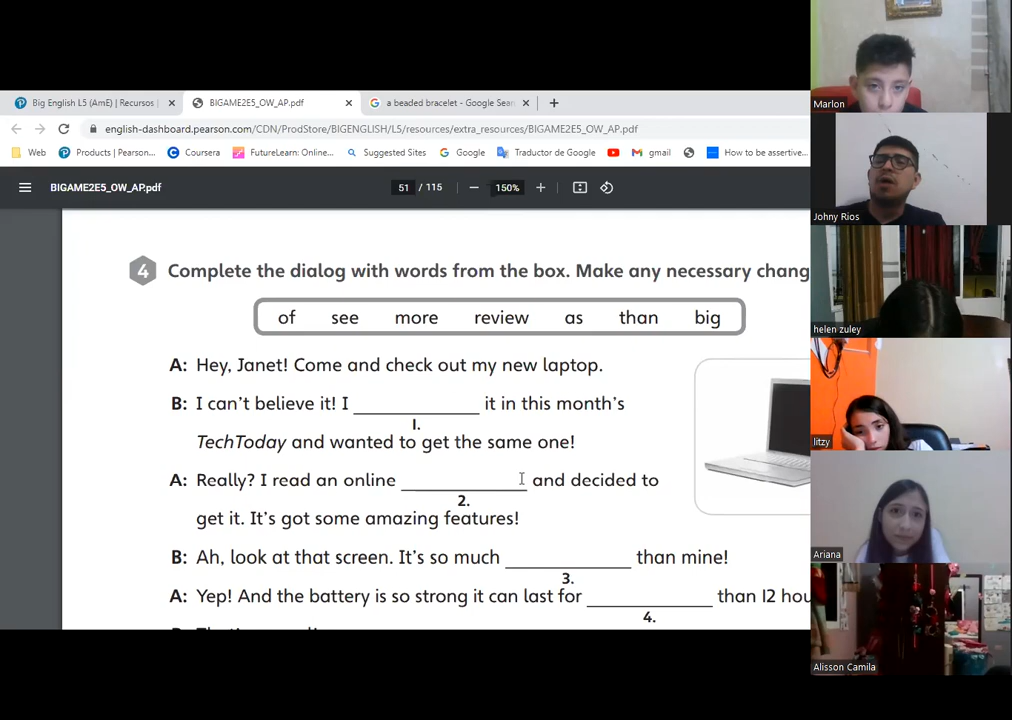 Big English L5 (AmE) | Recursos
BIGAME2E5_OW_AP.pdf
a beaded bracelet - Google Sear
english-dashboard.pearson.com/CDN/ProdStore/BIGENGLISH/L5/resources/extra_resources/BIGAME2E5_OW_AP.pdf
Web
Products | Pearson...
Coursera
FutureLearn: Online...
Suggested Sites
Google
Traductor de Google
gmail
How to be assertive...
BIGAME2E5_OW_AP.pdf
51 / 115
150%
4 Complete the dialog with words from the box. Make any necessary chang
of see more review as than big
A: Hey, Janet! Come and check out my new laptop.
B: I can't believe it! I ____________ it in this month's
1.
TechToday and wanted to get the same one!
A: Really? I read an online ____________ and decided to
2.
get it. It's got some amazing features!
B: Ah, look at that screen. It's so much ____________ than mine!
3.
A: Yep! And the battery is so strong it can last for ____________ than 12 hou
4.
Marlon
Johny Rios
helen zuley
litzy
Ariana
Alisson Camila